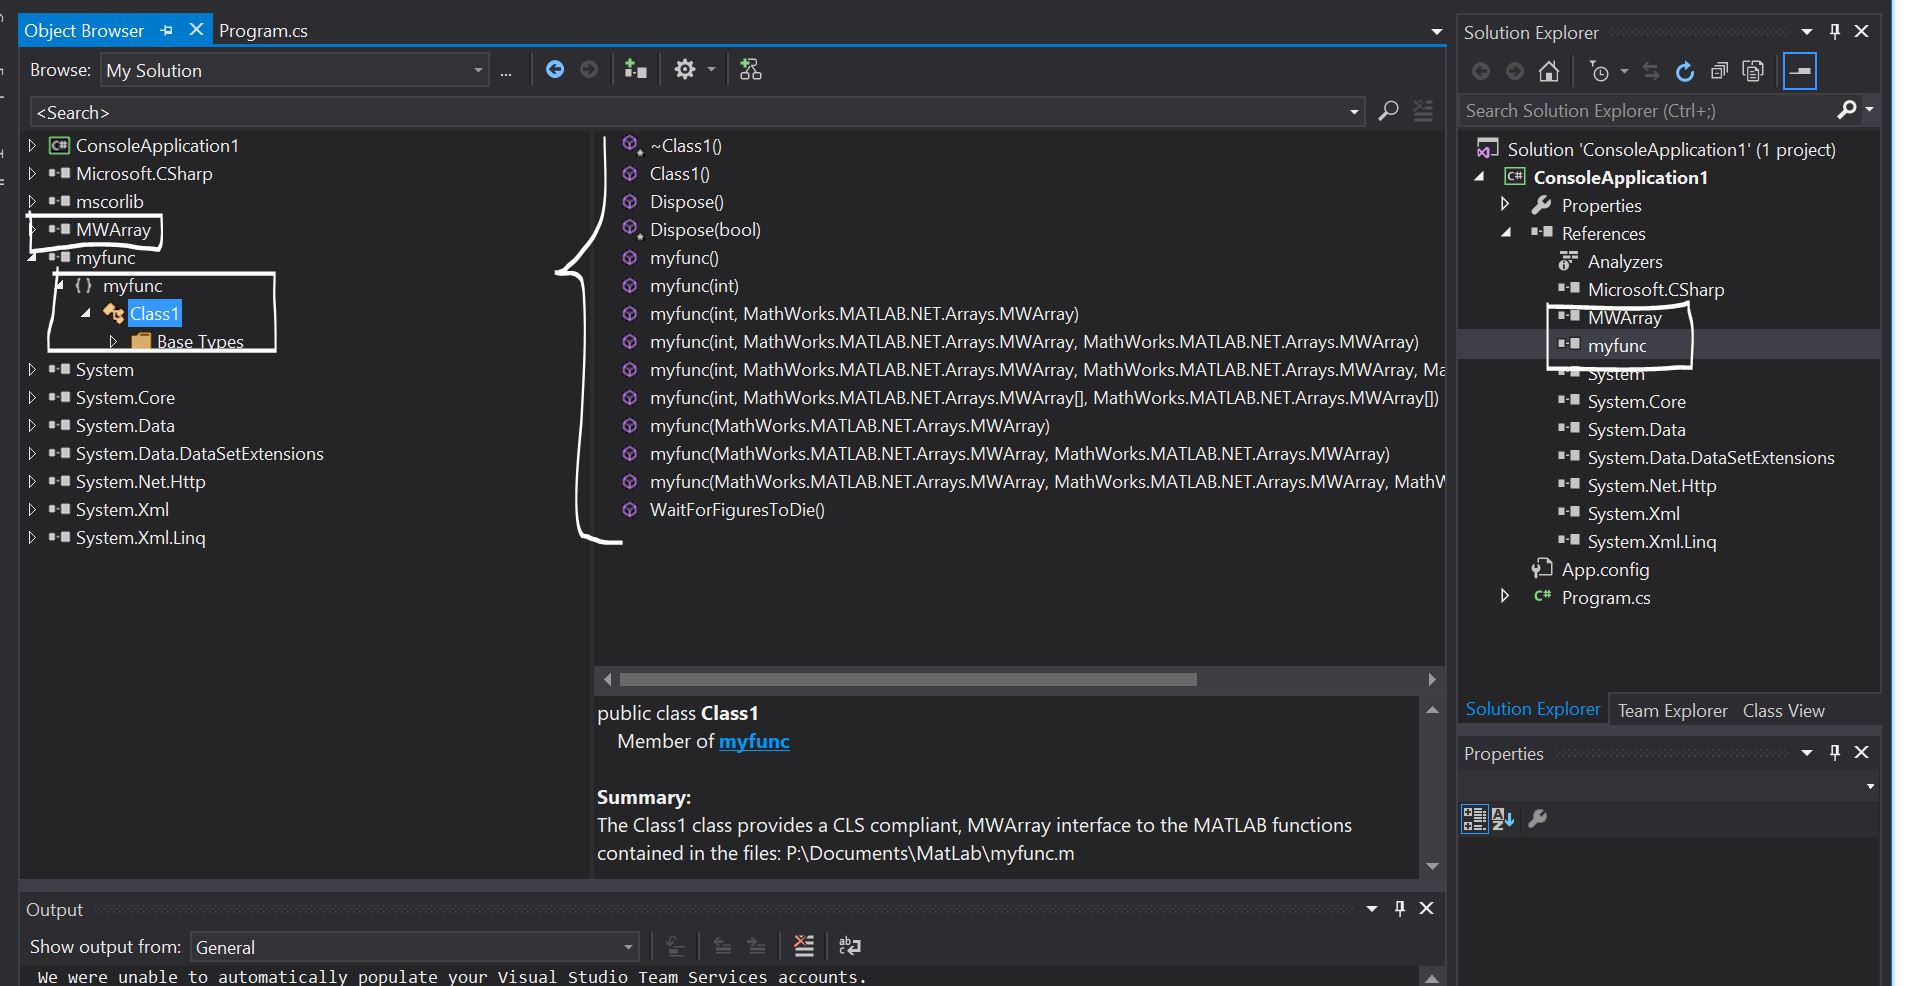 Object Browser
Program.cs
Browse: My Solution
...
<Search>
ConsoleApplication1
Microsoft.CSharp
mscorlib
MWArray
myfunc
{ } myfunc
Class1
Base Types
System
System.Core
System.Data
System.Data.DataSetExtensions
System.Net.Http
System.Xml
System.Xml.Linq
~Class1()
Class1()
Dispose()
Dispose(bool)
myfunc()
myfunc(int)
myfunc(int, MathWorks.MATLAB.NET.Arrays.MWArray)
myfunc(int, MathWorks.MATLAB.NET.Arrays.MWArray, MathWorks.MATLAB.NET.Arrays.MWArray)
myfunc(int, MathWorks.MATLAB.NET.Arrays.MWArray, MathWorks.MATLAB.NET.Arrays.MWArray, Ma
myfunc(int, MathWorks.MATLAB.NET.Arrays.MWArray[], MathWorks.MATLAB.NET.Arrays.MWArray[])
myfunc(MathWorks.MATLAB.NET.Arrays.MWArray)
myfunc(MathWorks.MATLAB.NET.Arrays.MWArray, MathWorks.MATLAB.NET.Arrays.MWArray)
myfunc(MathWorks.MATLAB.NET.Arrays.MWArray, MathWorks.MATLAB.NET.Arrays.MWArray, MathW
WaitForFiguresToDie()
public class Class1
Member of myfunc
Summary:
The Class1 class provides a CLS compliant, MWArray interface to the MATLAB functions
contained in the files: P:\Documents\MatLab\myfunc.m
Output
Show output from: General
We were unable to automatically populate your Visual Studio Team Services accounts.
Solution Explorer
Search Solution Explorer (Ctrl+;)
Solution 'ConsoleApplication1' (1 project)
C# ConsoleApplication1
Properties
References
Analyzers
Microsoft.CSharp
MWArray
myfunc
System
System.Core
System.Data
System.Data.DataSetExtensions
System.Net.Http
System.Xml
System.Xml.Linq
App.config
C# Program.cs
Solution Explorer
Team Explorer
Class View
Properties